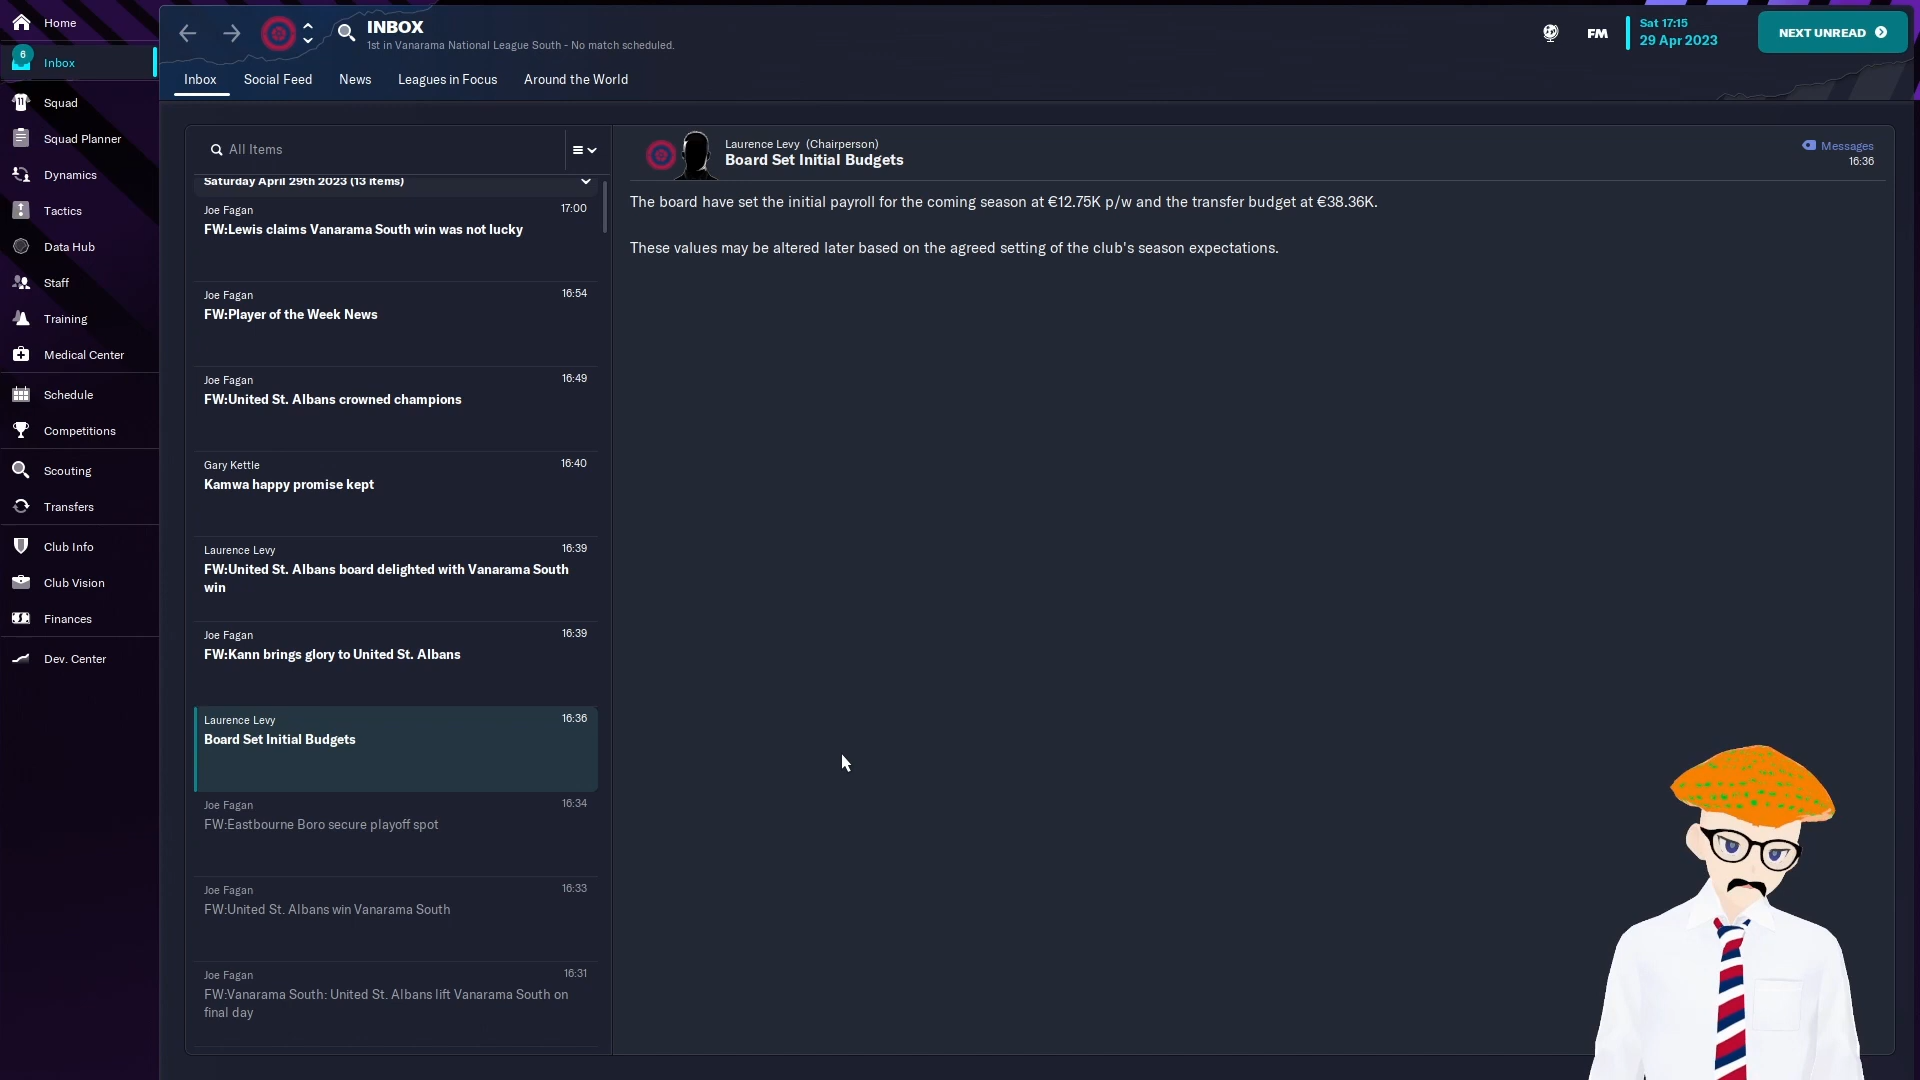 Home
6
Inbox
Squad
Squad Planner
Dynamics
Tactics
Data Hub
Staff
Training
Medical Center
Schedule
Competitions
Scouting
Transfers
Club Info
Club Vision
Finances
Dev. Center
INBOX
1st in Vanarama National League South - No match scheduled.
FM
Sat 17:15
29 Apr 2023
NEXT UNREAD
Inbox
Social Feed
News
Leagues in Focus
Around the World
All Items
Saturday April 29th 2023 (13 items)
Joe Fagan
17:00
FW:Lewis claims Vanarama South win was not lucky
Joe Fagan
16:54
FW:Player of the Week News
Joe Fagan
16:49
FW:United St. Albans crowned champions
Gary Kettle
16:40
Kamwa happy promise kept
Laurence Levy
16:39
FW:United St. Albans board delighted with Vanarama South
win
Joe Fagan
16:39
FW:Kann brings glory to United St. Albans
Laurence Levy
16:36
Board Set Initial Budgets
Joe Fagan
16:34
FW:Eastbourne Boro secure playoff spot
Joe Fagan
16:33
FW:United St. Albans win Vanarama South
Joe Fagan
16:31
FW:Vanarama South: United St. Albans lift Vanarama South on
final day
Laurence Levy (Chairperson)
Board Set Initial Budgets
Messages
16:36
The board have set the initial payroll for the coming season at €12.75K p/w and the transfer budget at €38.36K.
These values may be altered later based on the agreed setting of the club's season expectations.